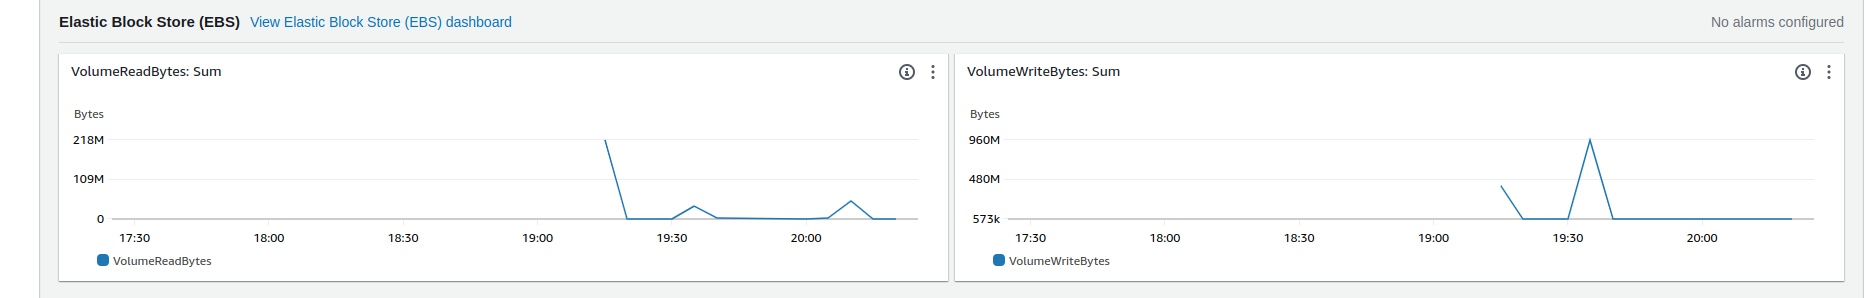 Elastic Block Store (EBS) View Elastic Block Store (EBS) dashboard No alarms configured
VolumeReadBytes: Sum
Bytes
218M
109M
0
17:30 18:00 18:30 19:00 19:30 20:00
VolumeReadBytes
VolumeWriteBytes: Sum
Bytes
960M
480M
573k
17:30 18:00 18:30 19:00 19:30 20:00
VolumeWriteBytes